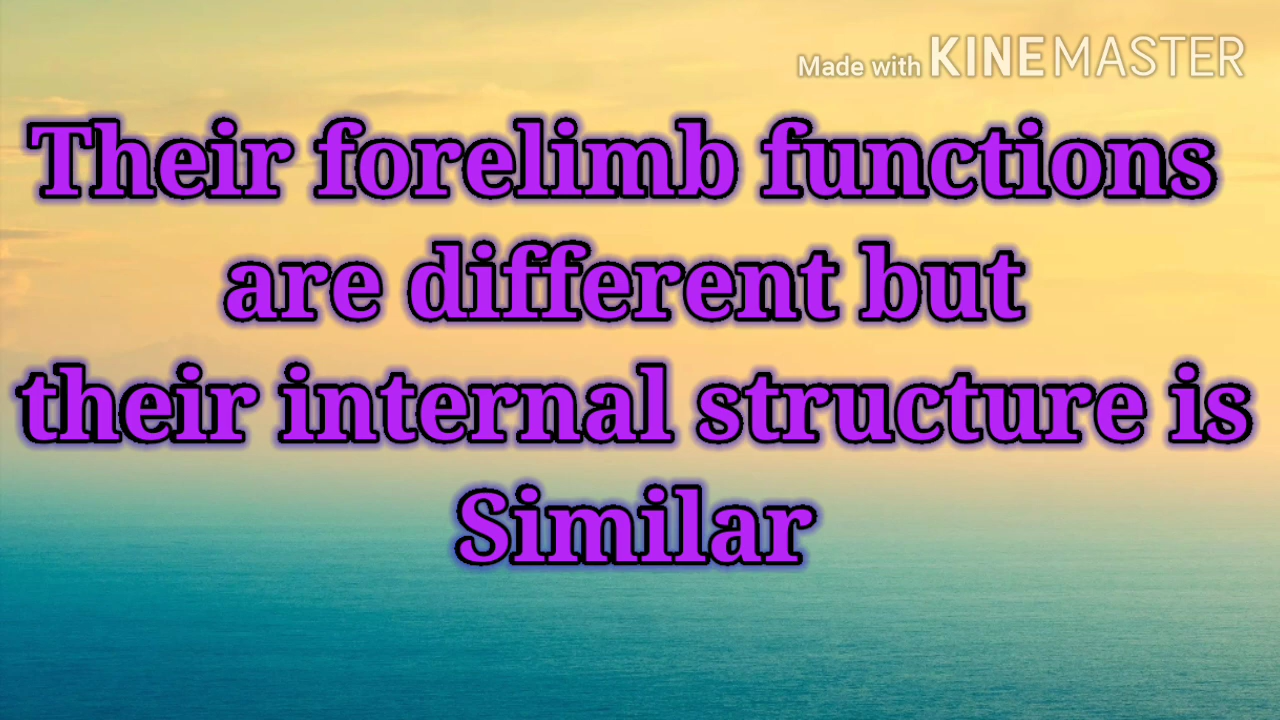 Made with KINEMASTER
Their forelimb functions
are different but
their internal structure is
Similar